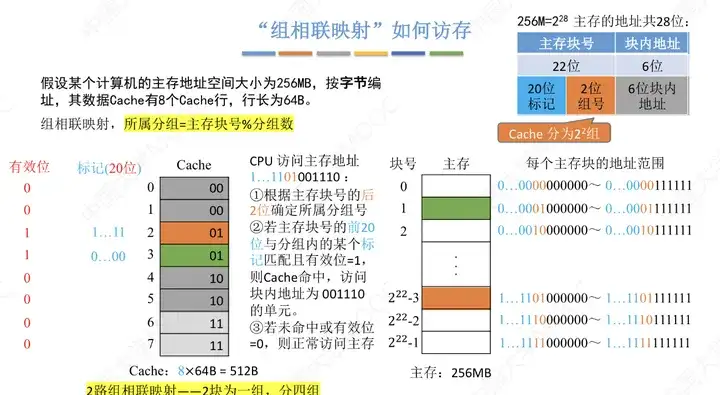 “组相联映射”如何访存
256M=2²⁸ 主存的地址共28位：
主存块号 块内地址
22位 6位
20位标记 2位组号 6位块内地址
Cache 分为2²组
假设某个计算机的主存地址空间大小为256MB，按字节编
址，其数据Cache有8个Cache行，行长为64B。
组相联映射，所属分组=主存块号%分组数
有效位 标记(20位) Cache
0 0 00
0 1 00
1 1…11 2 01
1 0…00 3 01
0 4 10
0 5 10
0 6 11
0 7 11
Cache：8×64B = 512B
2路组相联映射——2块为一组，分四组
CPU 访问主存地址
1…1101001110：
①根据主存块号的后
2位确定所属分组号
②若主存块号的前20
位与分组内的某个标
记匹配且有效位=1，
则Cache命中，访问
块内地址为 001110
的单元。
③若未命中或有效位
=0，则正常访问主存
块号 主存 每个主存块的地址范围
0 0…0000000000～ 0…0000111111
1 0…0001000000～ 0…0001111111
2 0…0010000000～ 0…0010111111
⋮
2²²-3 1…1101000000～ 1…1101111111
2²²-2 1…1110000000～ 1…1110111111
2²²-1 1…1111000000～ 1…1111111111
主存：256MB